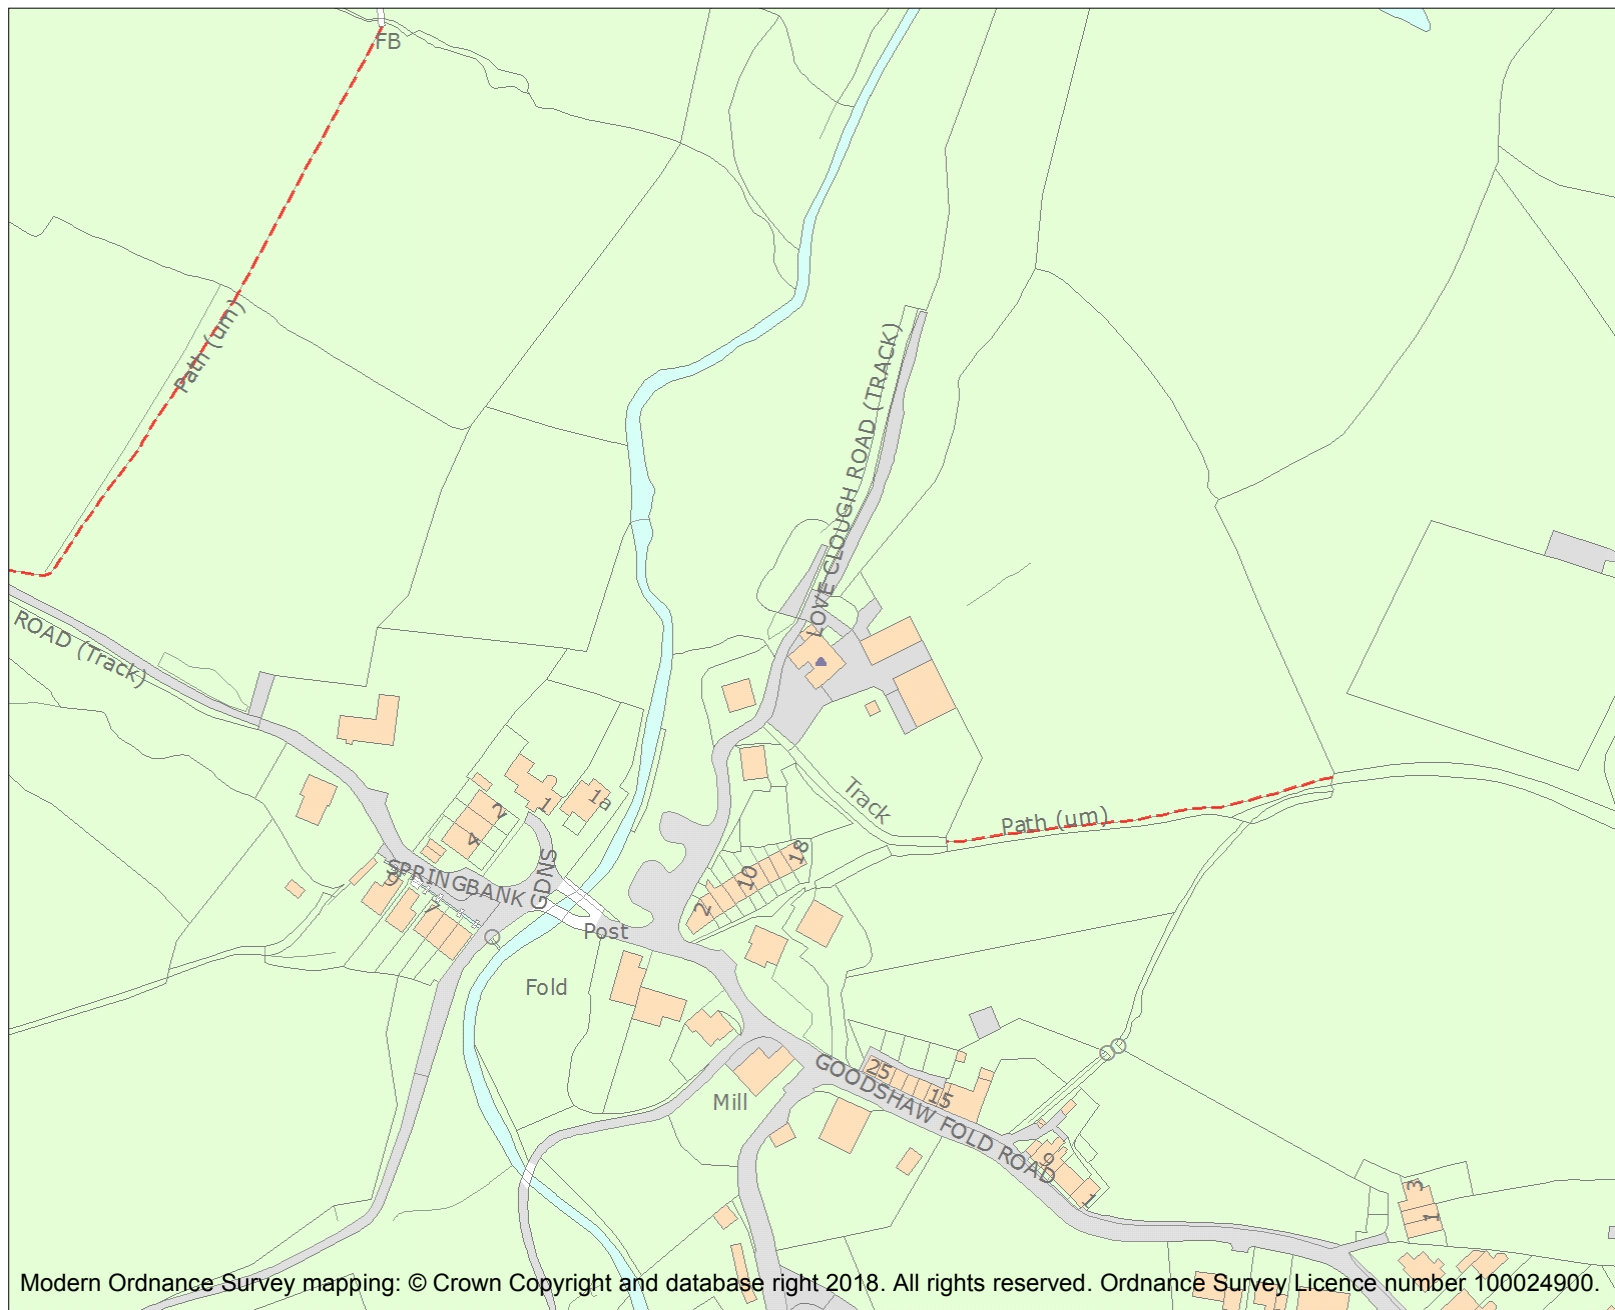 FB
Path (um)
LOVE CLOUGH ROAD (TRACK)
ROAD (Track)
Track
Path (um)
2
1
1a
4
GDNS
SPRINGBANK
9
7
18
10
2
Post
Fold
Mill
25
15
GOODSHAW FOLD ROAD
9
1
3
1
Modern Ordnance Survey mapping: © Crown Copyright and database right 2018. All rights reserved. Ordnance Survey Licence number 100024900.